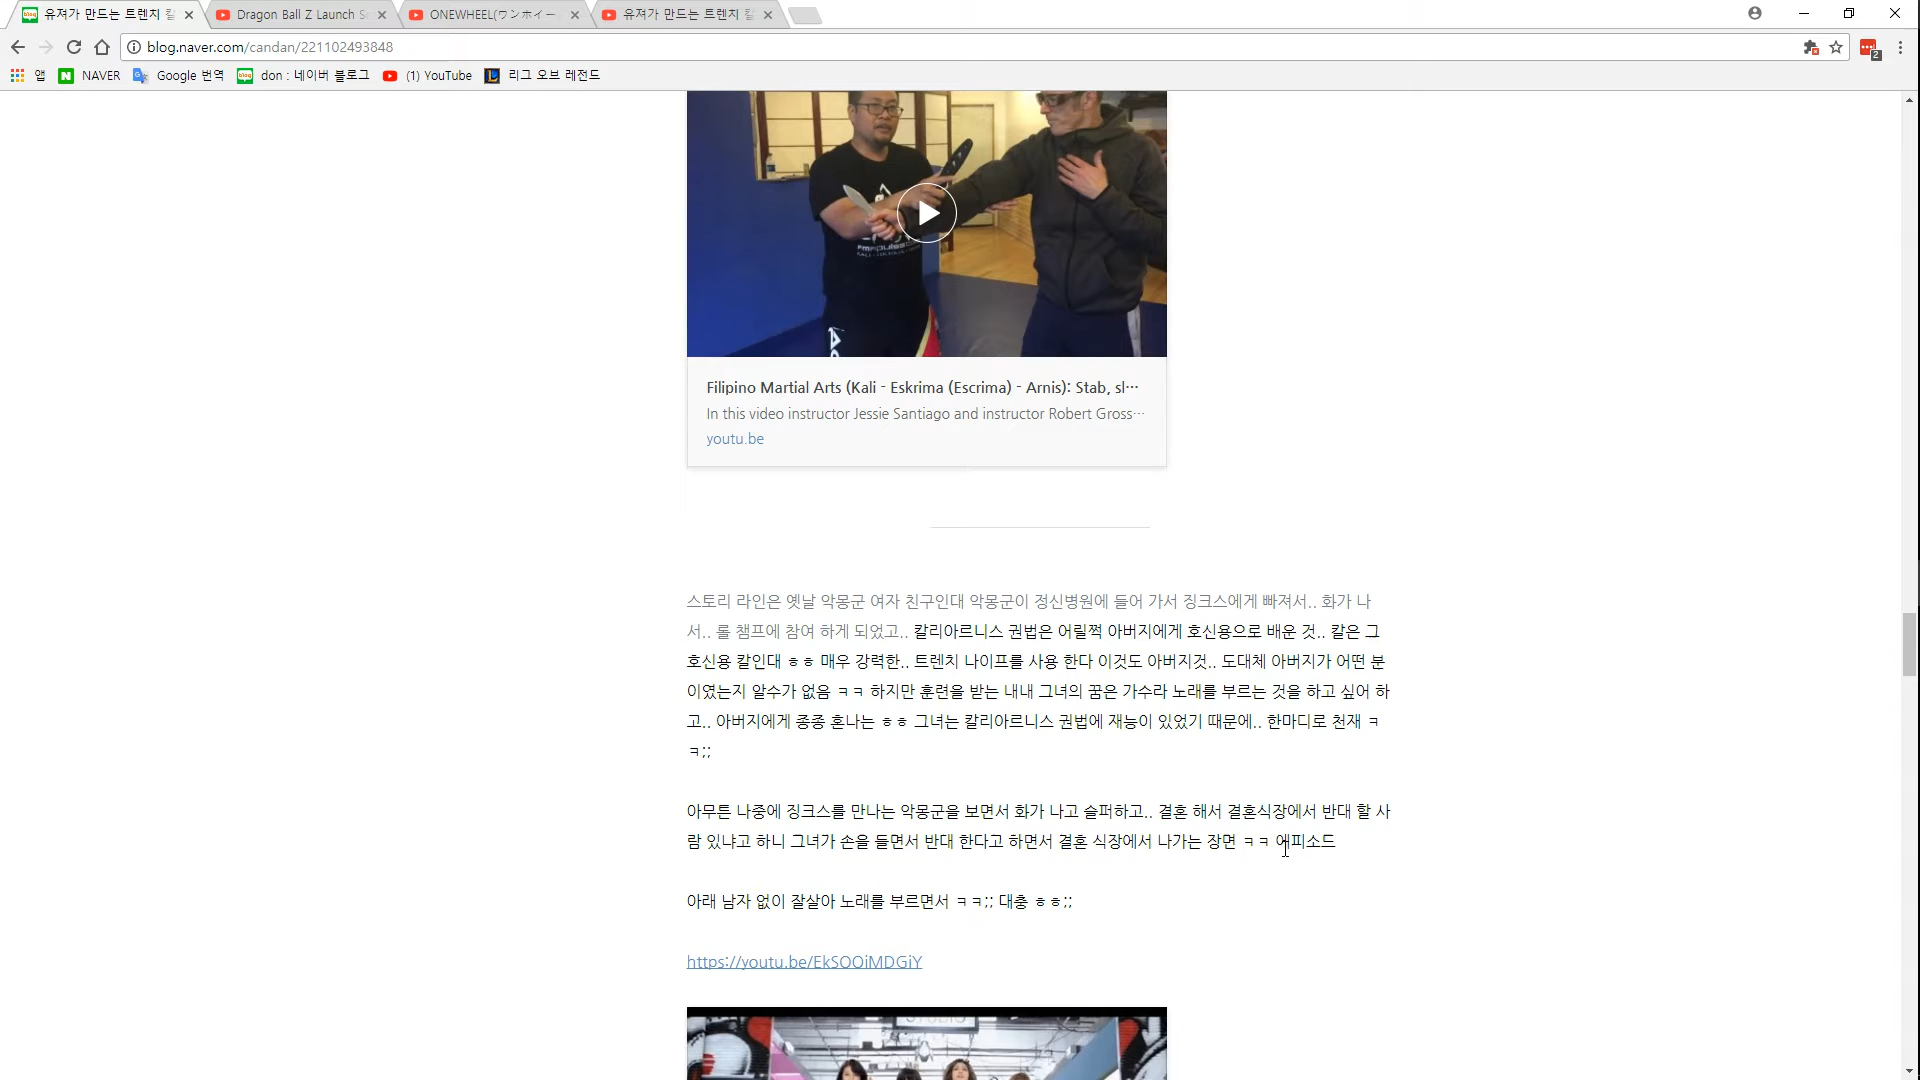 유져가 만드는 트렌치 칼
Dragon Ball Z Launch S
ONEWHEEL(ワンホイー
유져가 만드는 트렌치 칼
blog.naver.com/candan/221102493848
2
앱 NAVER Google 번역 don : 네이버 블로그 (1) YouTube 리그 오브 레전드
Filipino Martial Arts (Kali - Eskrima (Escrima) - Arnis): Stab, sl…
In this video instructor Jessie Santiago and instructor Robert Gross…
youtu.be
스토리 라인은 옛날 악몽군 여자 친구인대 악몽군이 정신병원에 들어 가서 징크스에게 빠져서.. 화가 나
서.. 롤 챔프에 참여 하게 되었고.. 칼리아르니스 권법은 어릴쩍 아버지에게 호신용으로 배운 것.. 칼은 그
호신용 칼인대 ㅎㅎ 매우 강력한.. 트렌치 나이프를 사용 한다 이것도 아버지것.. 도대체 아버지가 어떤 분
이였는지 알수가 없음 ㅋㅋ 하지만 훈련을 받는 내내 그녀의 꿈은 가수라 노래를 부르는 것을 하고 싶어 하
고.. 아버지에게 종종 혼나는 ㅎㅎ 그녀는 칼리아르니스 권법에 재능이 있었기 때문에.. 한마디로 천재 ㅋ
ㅋ;;
아무튼 나중에 징크스를 만나는 악몽군을 보면서 화가 나고 슬퍼하고.. 결혼 해서 결혼식장에서 반대 할 사
람 있냐고 하니 그녀가 손을 들면서 반대 한다고 하면서 결혼 식장에서 나가는 장면 ㅋㅋ 에피소드
아래 남자 없이 잘살아 노래를 부르면서 ㅋㅋ;; 대충 ㅎㅎ;;
https://youtu.be/EkSOOiMDGiY